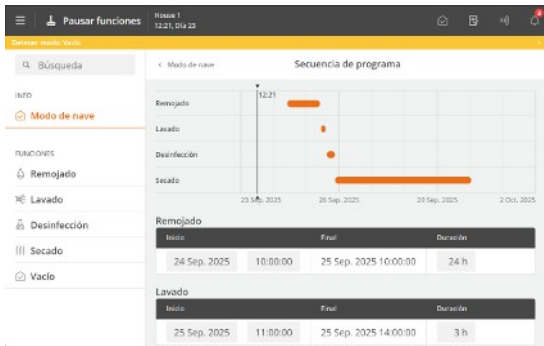 Pausar funciones
House 1
12:21, Día 23
Detener modo: Vacío
Búsqueda
INFO
Modo de nave
FUNCIONES
Remojado
Lavado
Desinfección
Secado
Vacío
Modo de nave
Secuencia de programa
12:21
Remojado
Lavado
Desinfección
Secado
23 Sep. 2025
26 Sep. 2025
29 Sep. 2025
2 Oct. 2025
Remojado
Inicio Final Duración
24 Sep. 2025 10:00:00 25 Sep. 2025 10:00:00 24 h
Lavado
Inicio Final Duración
25 Sep. 2025 11:00:00 25 Sep. 2025 14:00:00 3 h